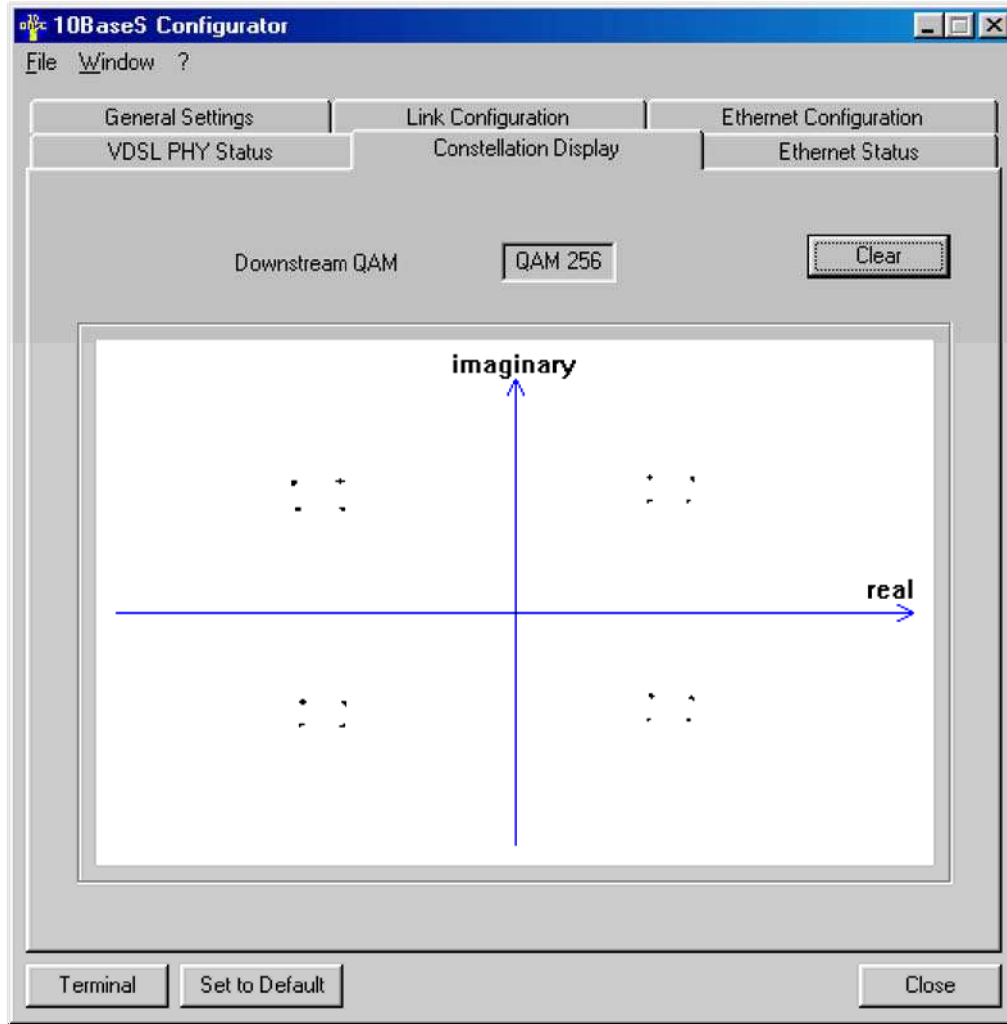 10BaseS Configurator
File Window ?
General Settings Link Configuration Ethernet Configuration
VDSL PHY Status Constellation Display Ethernet Status
Downstream QAM QAM 256 Clear
imaginary
real
Terminal Set to Default Close